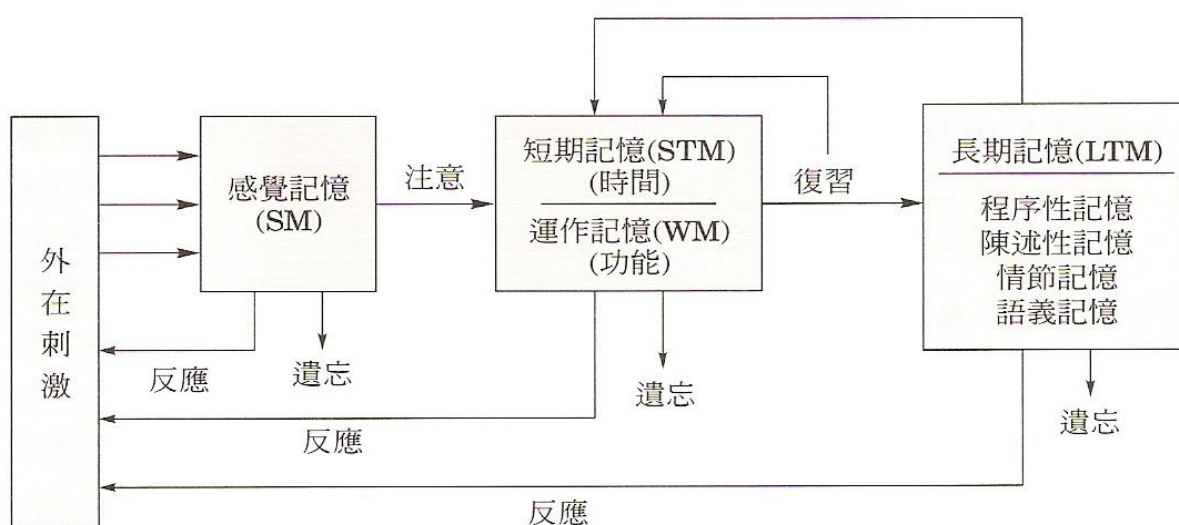 外在刺激
感覺記憶
(SM)
注意
短期記憶(STM)
(時間)
運作記憶(WM)
(功能)
復習
長期記憶(LTM)
程序性記憶
陳述性記憶
情節記憶
語義記憶
反應
遺忘
反應
遺忘
反應
遺忘